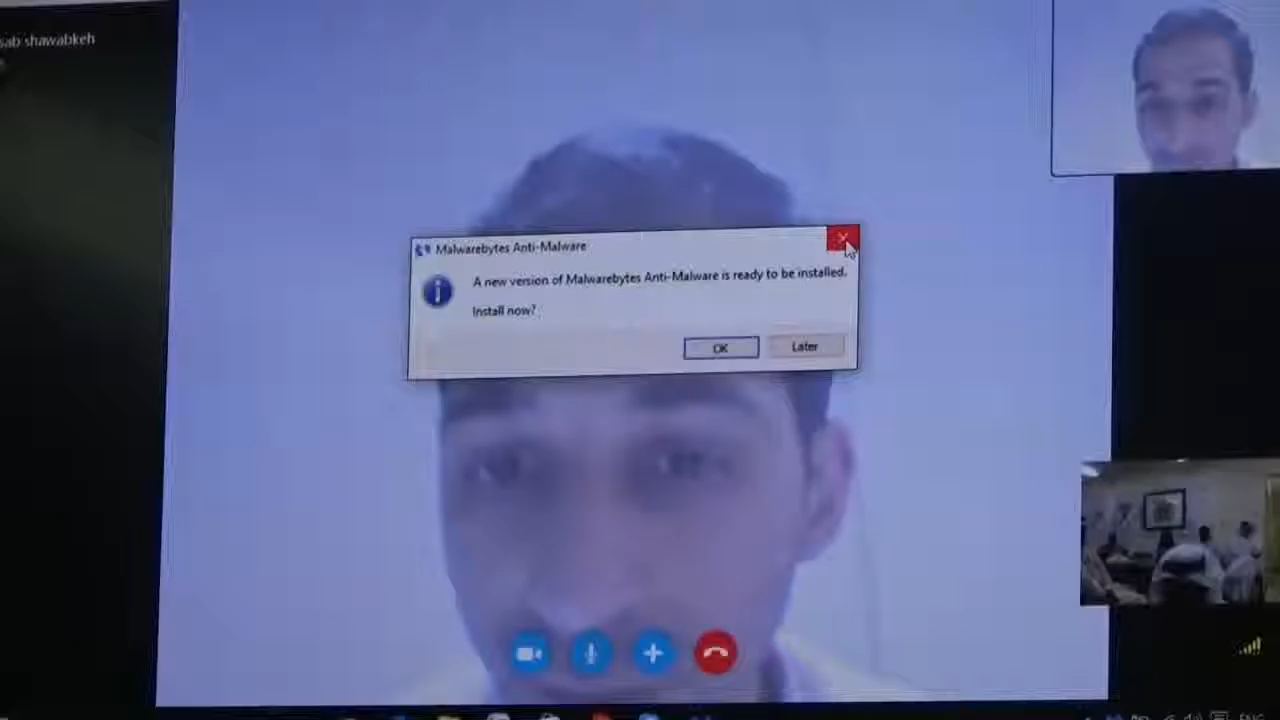 sab shawabkeh
Malwarebytes Anti-Malware
A new version of Malwarebytes Anti-Malware is ready to be installed.
Install now?
OK
Later
ENG